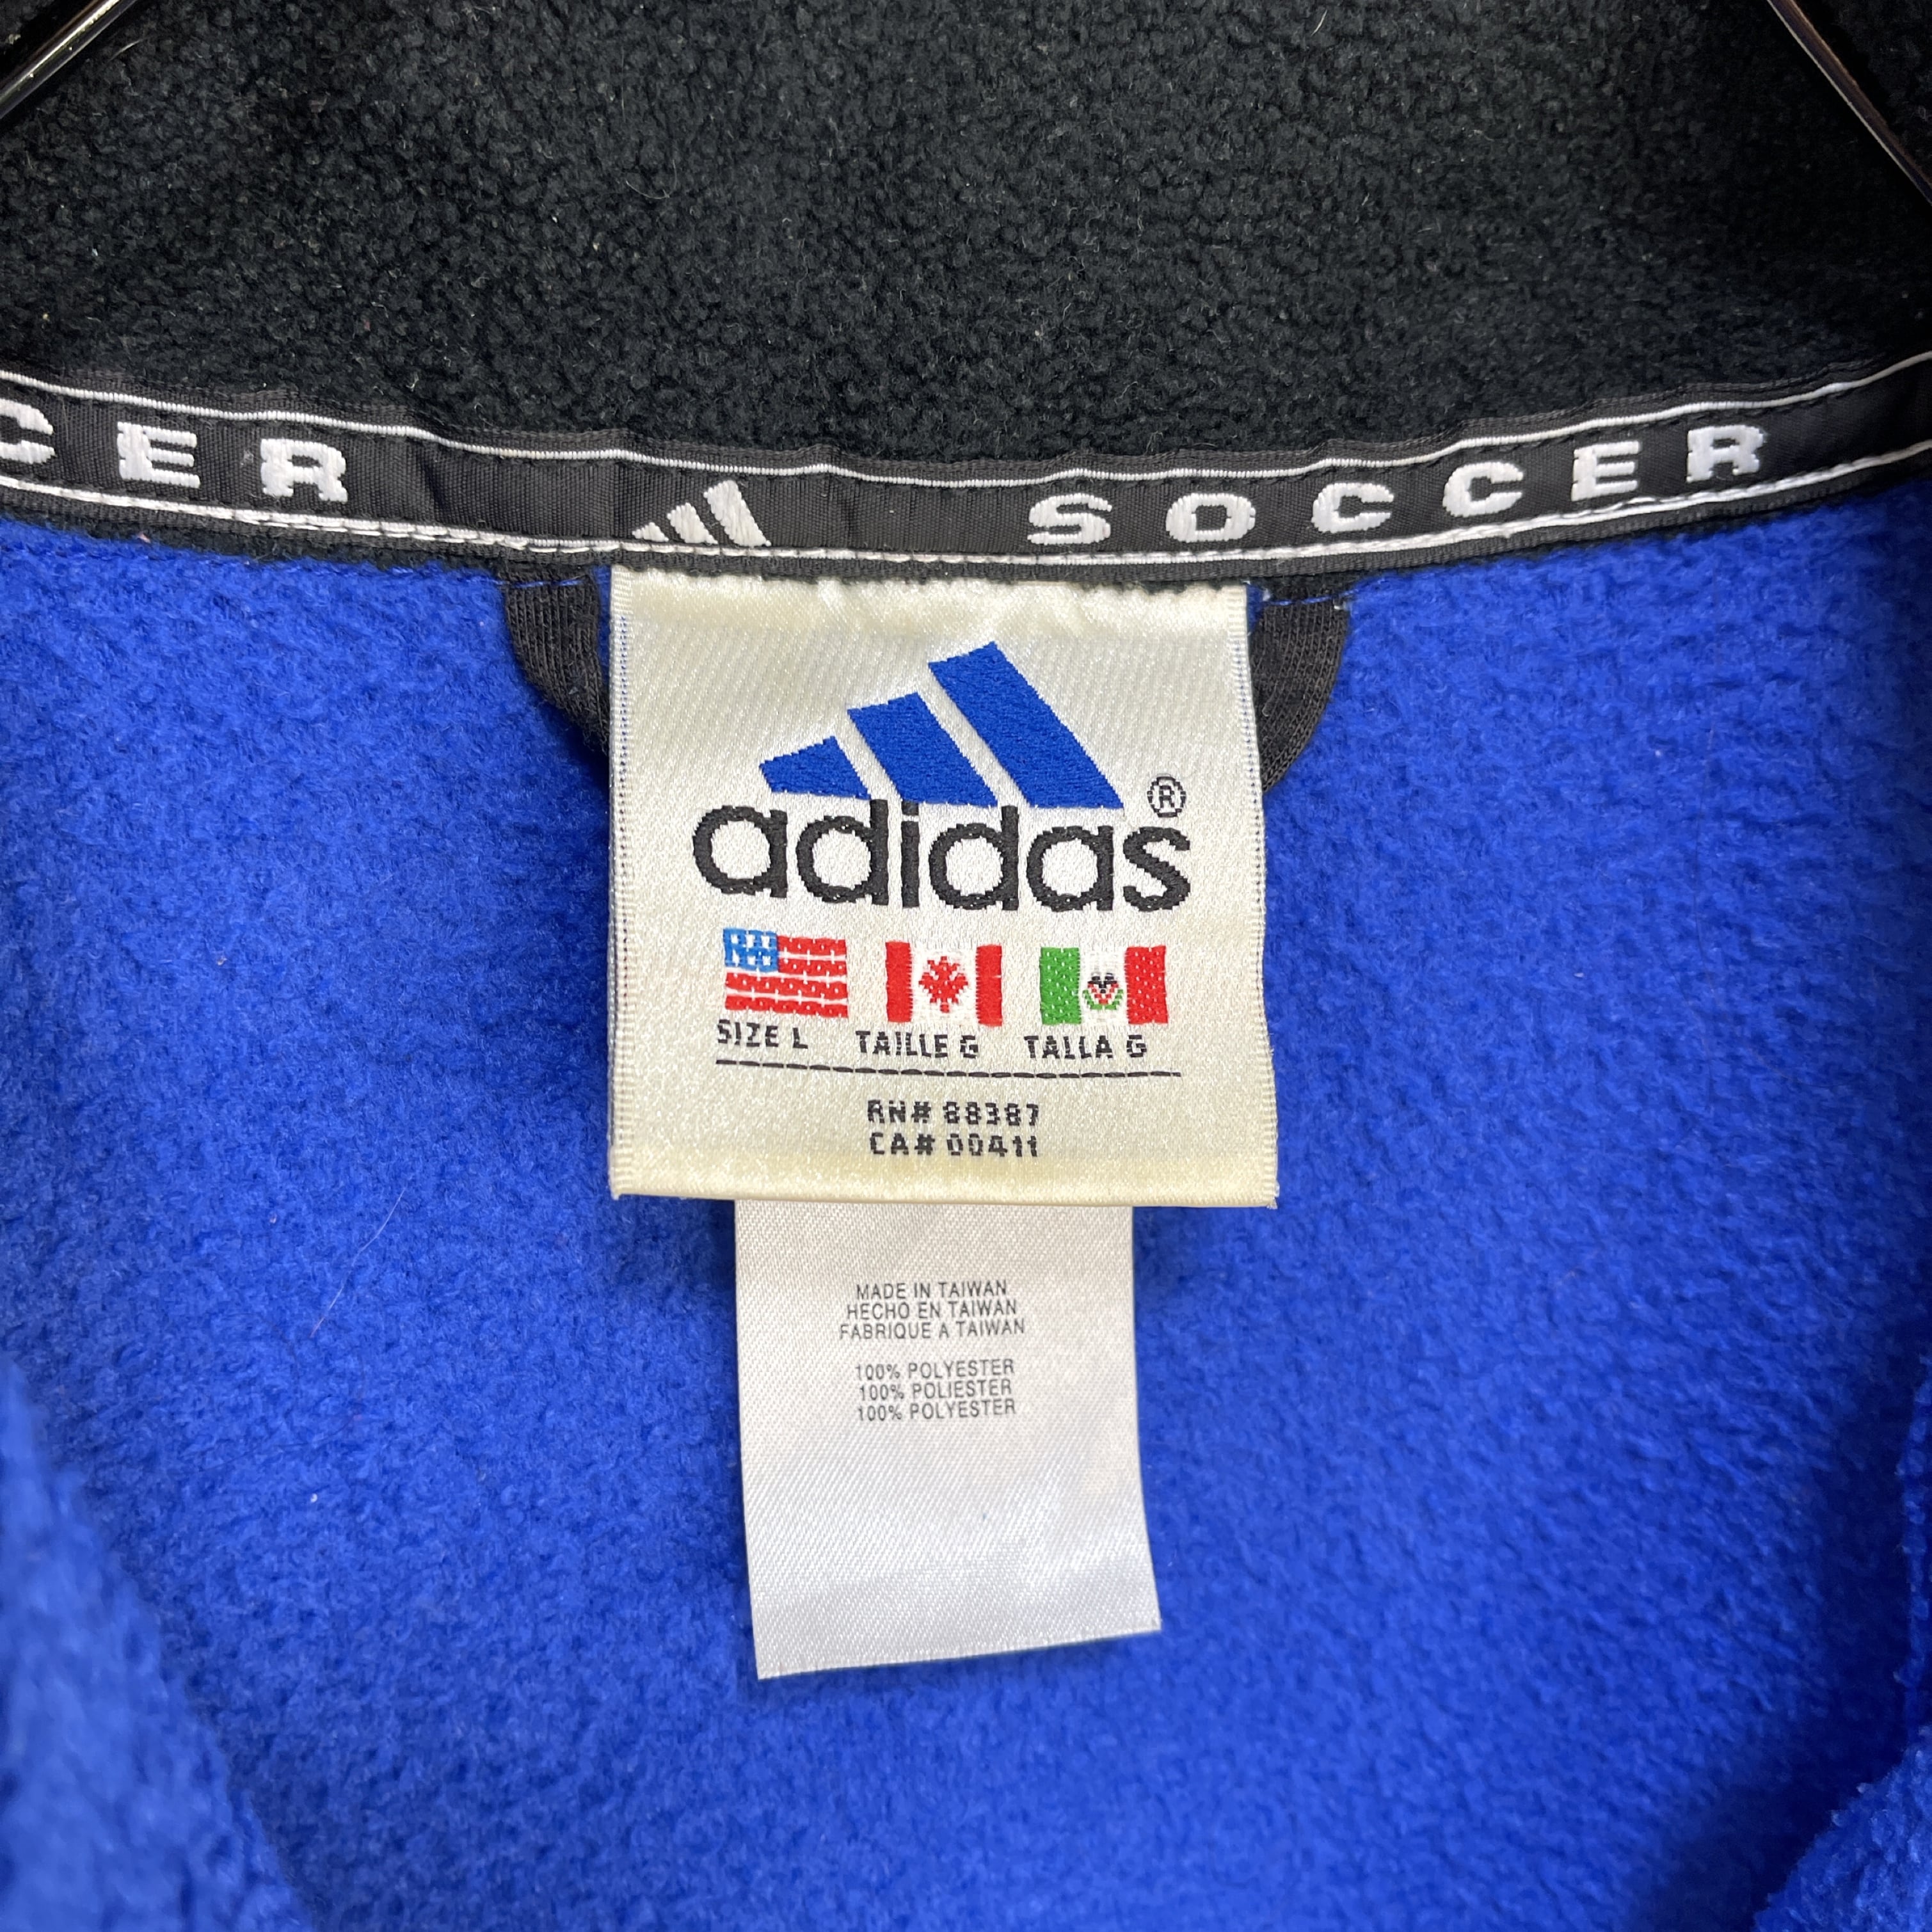 CER SOCCER
adidas®
SIZE L TAILLE G TALLA G
RN# 88387
CA# 00411
MADE IN TAIWAN
HECHO EN TAIWAN
FABRIQUE A TAIWAN
100% POLYESTER
100% POLIESTER
100% POLYESTER